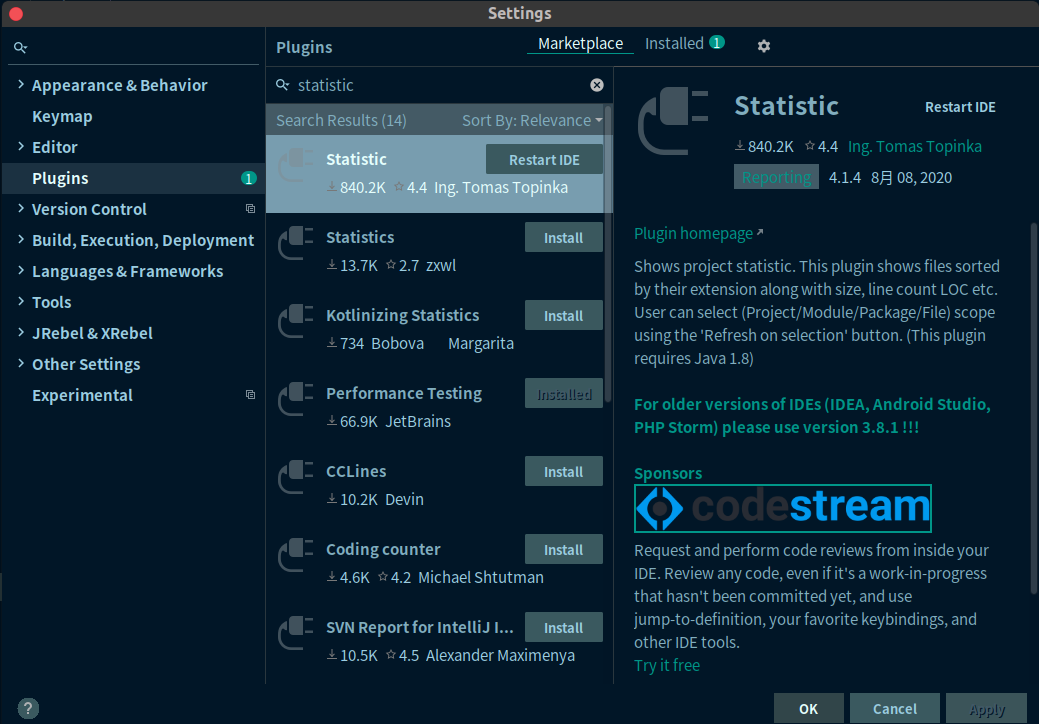 Settings
Appearance & Behavior
Keymap
Editor
Plugins 1
Version Control
Build, Execution, Deployment
Languages & Frameworks
Tools
JRebel & XRebel
Other Settings
Experimental
Plugins Marketplace Installed 1
statistic
Search Results (14) Sort By: Relevance
Statistic Restart IDE
840.2K 4.4 Ing. Tomas Topinka
Statistics Install
13.7K 2.7 zxwl
Kotlinizing Statistics Install
734 Bobova Margarita
Performance Testing Installed
66.9K JetBrains
CCLines Install
10.2K Devin
Coding counter Install
4.6K 4.2 Michael Shtutman
SVN Report for IntelliJ I... Install
10.5K 4.5 Alexander Maximenya
Statistic Restart IDE
840.2K 4.4 Ing. Tomas Topinka
Reporting 4.1.4 8月 08, 2020
Plugin homepage
Shows project statistic. This plugin shows files sorted
by their extension along with size, line count LOC etc.
User can select (Project/Module/Package/File) scope
using the 'Refresh on selection' button. (This plugin
requires Java 1.8)
For older versions of IDEs (IDEA, Android Studio,
PHP Storm) please use version 3.8.1 !!!
Sponsors
codestream
Request and perform code reviews from inside your
IDE. Review any code, even if it's a work-in-progress
that hasn't been committed yet, and use
jump-to-definition, your favorite keybindings, and
other IDE tools.
Try it free
? OK Cancel Apply